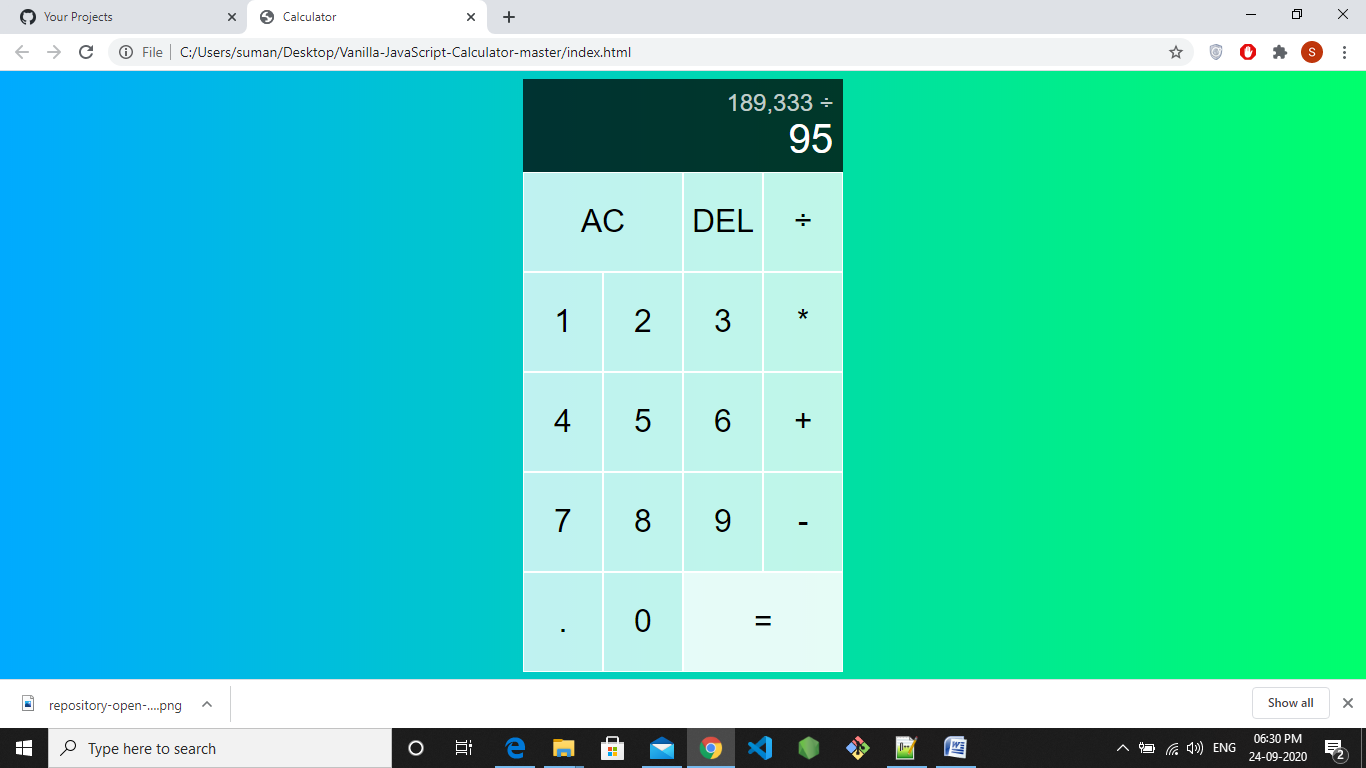 Your Projects
Calculator
File
C:/Users/suman/Desktop/Vanilla-JavaScript-Calculator-master/index.html
S
189,333 ÷
95
AC DEL ÷
1 2 3 *
4 5 6 +
7 8 9 -
. 0 =
repository-open-....png
Show all
Type here to search
ENG
06:30 PM
24-09-2020
2